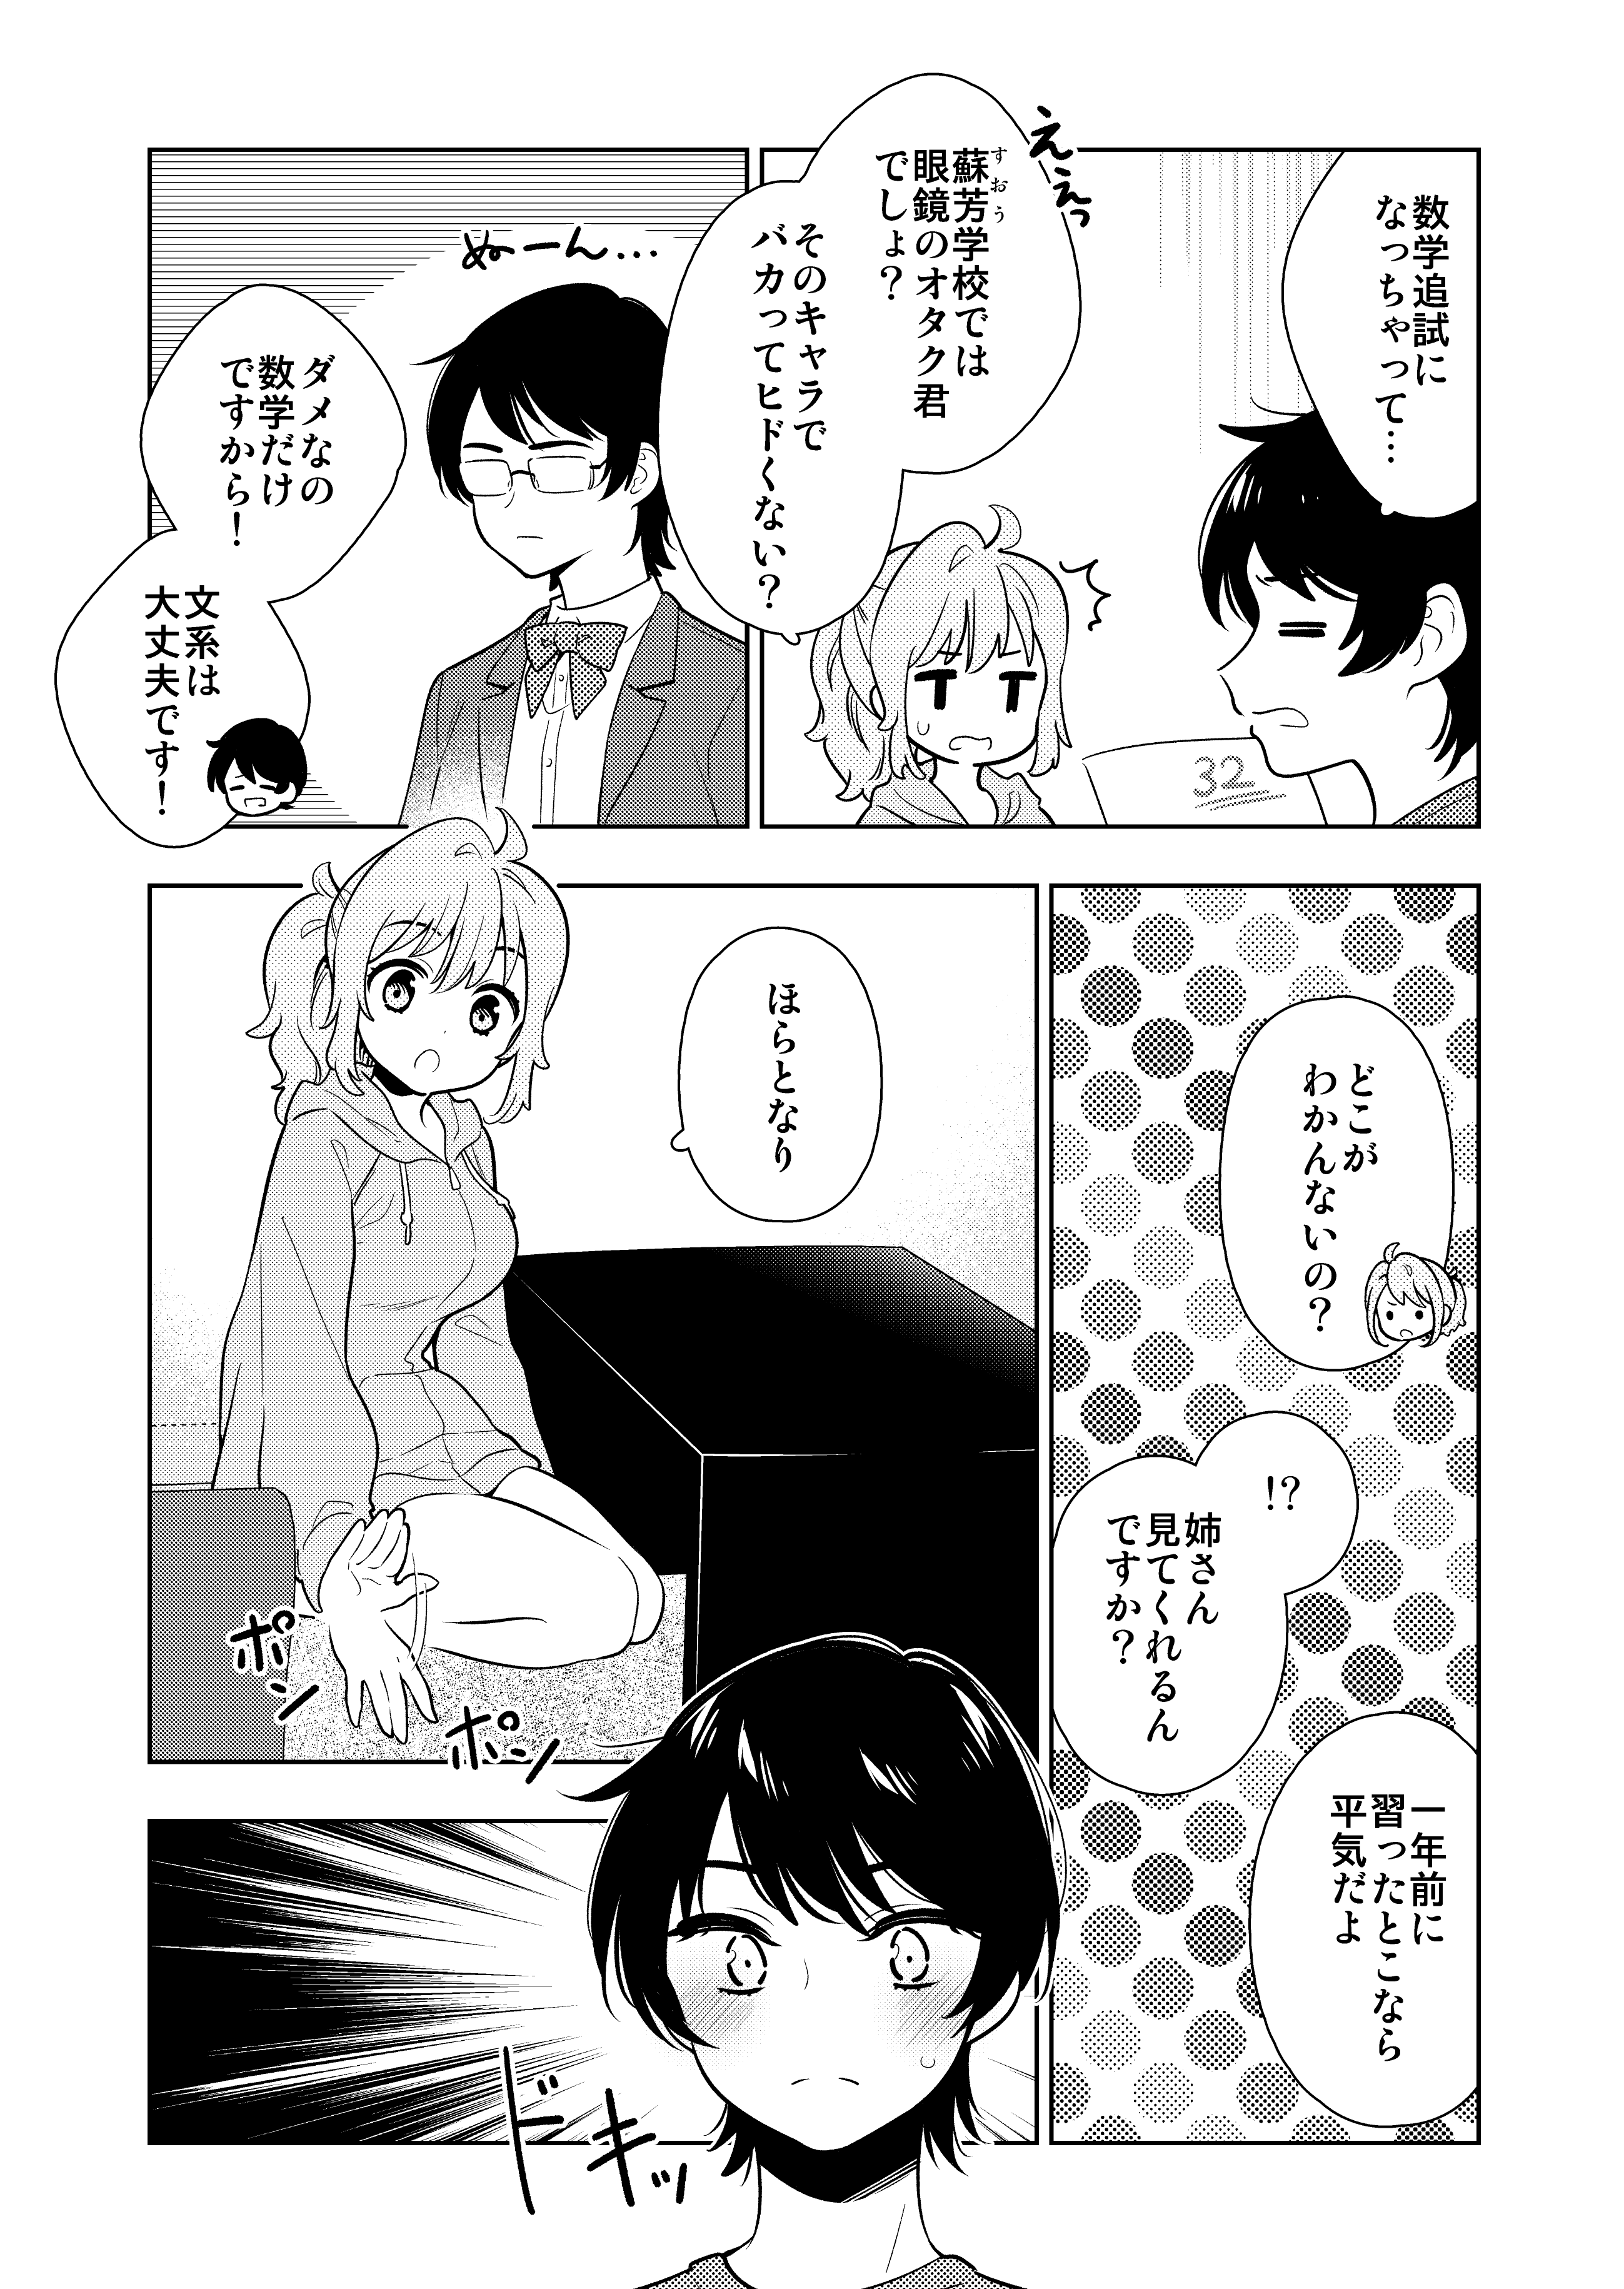 数学追試に
なっちゃって…
32
ええっ
蘇芳学校では
すおう
眼鏡のオタク君
でしょ？
そのキャラで
バカってヒドくない？
ぬーん…
ダメなの
数学だけ
ですから！
文系は
大丈夫です！
どこが
わかんないの？
!?
姉さん
見てくれるん
ですか？
一年前に
習ったとこなら
平気だよ
ほらとなり
ポン
ポン
ドキッ